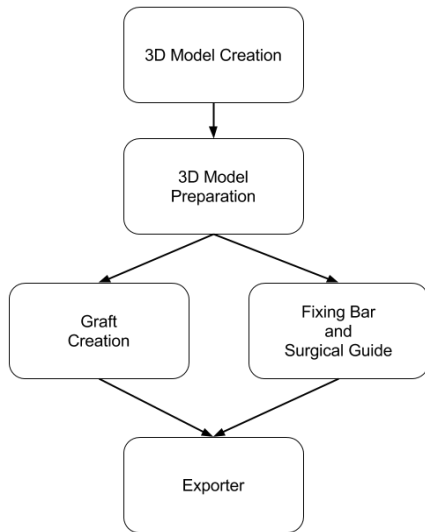 3D Model Creation
3D Model
Preparation
Graft
Creation
Fixing Bar
and
Surgical Guide
Exporter